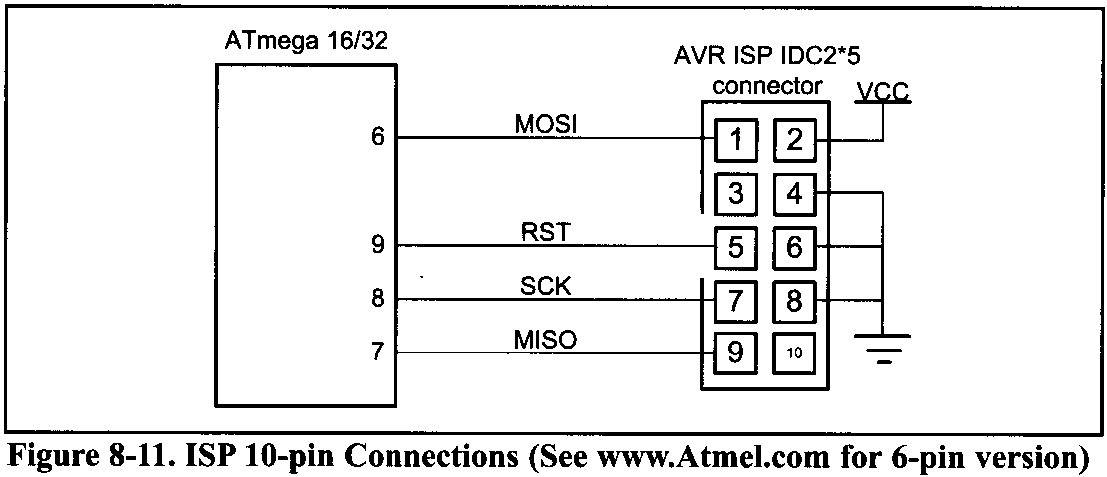 ATmega 16/32
AVR ISP IDC2*5
connector
VCC
6 MOSI 1 2
3 4
9 RST 5 6
8 SCK 7 8
7 MISO 9 10
Figure 8-11. ISP 10-pin Connections (See www.Atmel.com for 6-pin version)